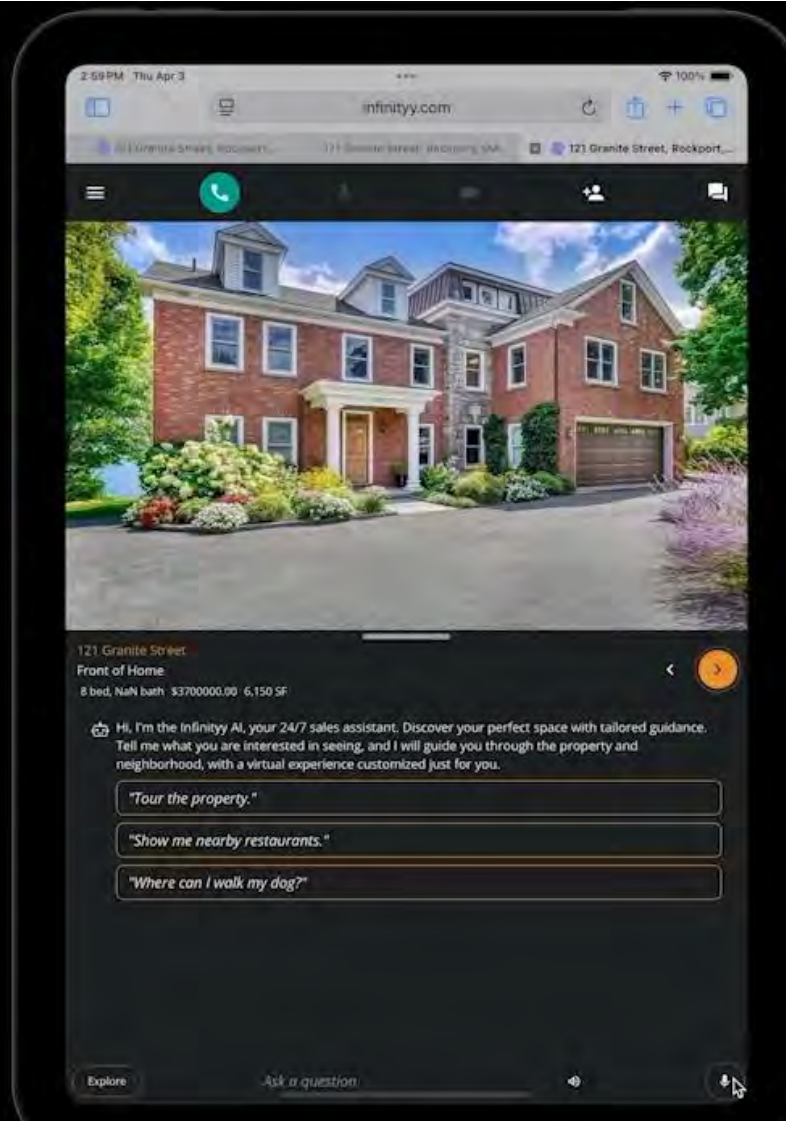 2:59 PM Thu Apr 3
100%
infinityy.com
121 Granite Street, Rockport,...
121 Granite Street
Front of Home
8 bed, NaN bath $3700000.00 6,150 SF
Hi, I'm the Infinityy AI, your 24/7 sales assistant. Discover your perfect space with tailored guidance.
Tell me what you are interested in seeing, and I will guide you through the property and
neighborhood, with a virtual experience customized just for you.
"Tour the property."
"Show me nearby restaurants."
"Where can I walk my dog?"
Explore
Ask a question